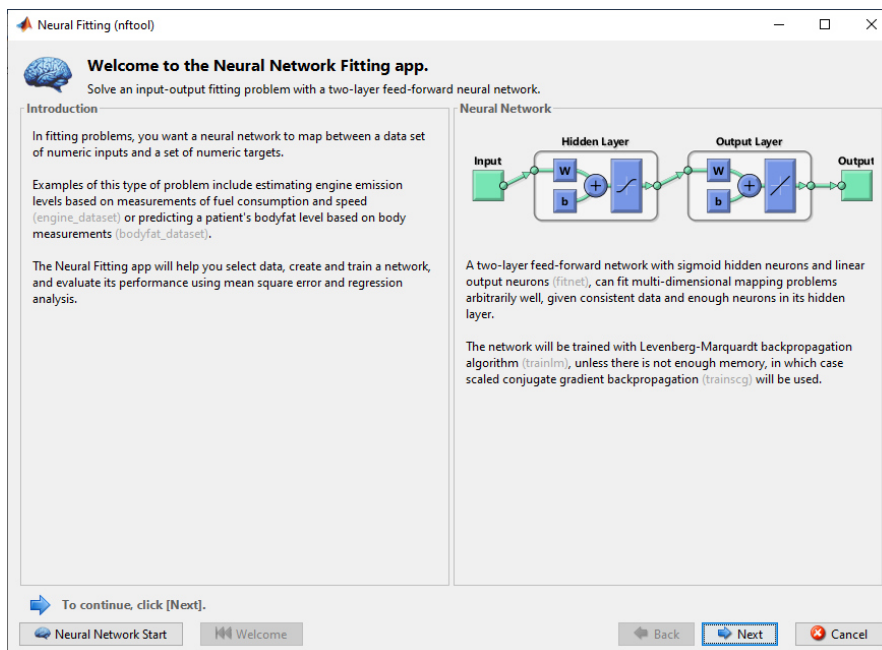 Neural Fitting (nftool)
Welcome to the Neural Network Fitting app.
Solve an input-output fitting problem with a two-layer feed-forward neural network.
Introduction
In fitting problems, you want a neural network to map between a data set
of numeric inputs and a set of numeric targets.
Examples of this type of problem include estimating engine emission
levels based on measurements of fuel consumption and speed
(engine_dataset) or predicting a patient's bodyfat level based on body
measurements (bodyfat_dataset).
The Neural Fitting app will help you select data, create and train a network,
and evaluate its performance using mean square error and regression
analysis.
Neural Network
Hidden Layer
Output Layer
Input
Output
W
b
+
W
b
+
A two-layer feed-forward network with sigmoid hidden neurons and linear
output neurons (fitnet), can fit multi-dimensional mapping problems
arbitrarily well, given consistent data and enough neurons in its hidden
layer.
The network will be trained with Levenberg-Marquardt backpropagation
algorithm (trainlm), unless there is not enough memory, in which case
scaled conjugate gradient backpropagation (trainscg) will be used.
To continue, click [Next].
Neural Network Start
Welcome
Back
Next
Cancel